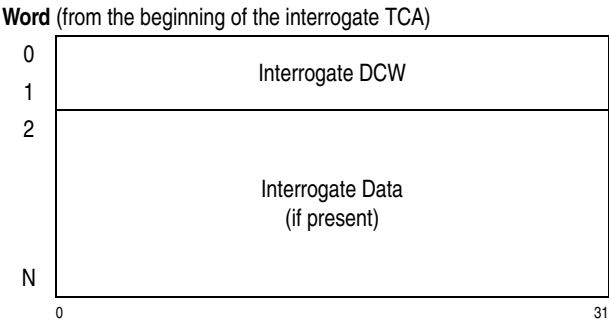 Word (from the beginning of the interrogate TCA)
0
Interrogate DCW
1
2
Interrogate Data
(if present)
N
0 31